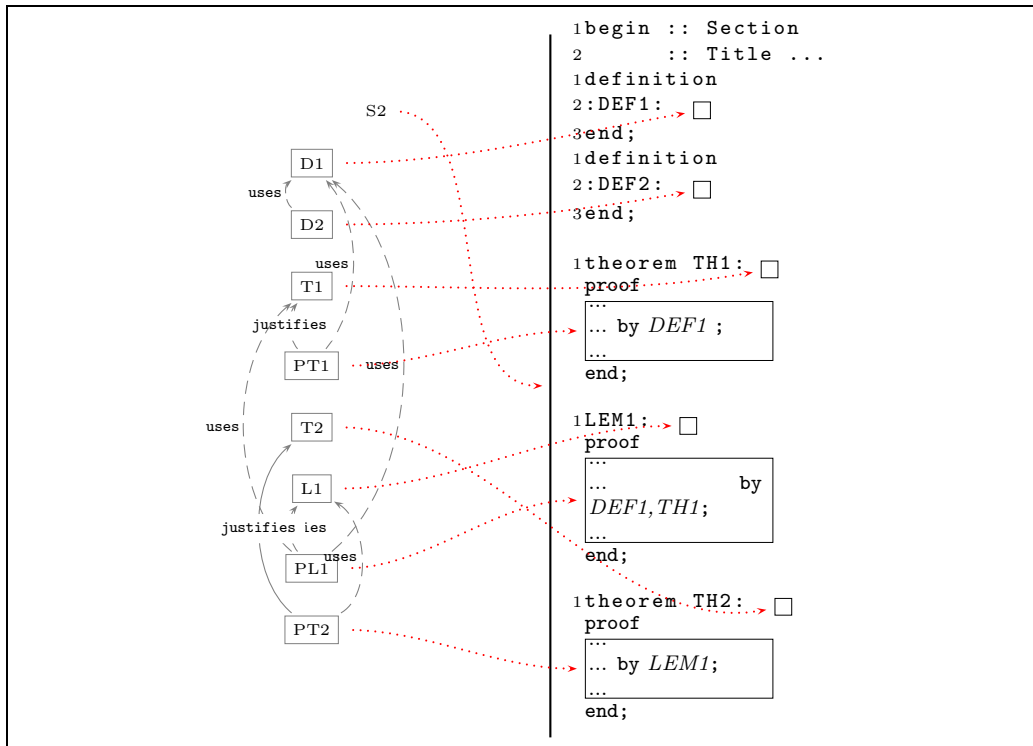 S2
D1
uses
D2
uses
T1
justifies
PT1
uses
uses
T2
L1
justifies
ies
uses
PL1
PT2
1begin :: Section
2 :: Title ...
1definition
2:DEF1:
3end;
1definition
2:DEF2:
3end;
1theorem TH1:
proof
...
... by DEF1 ;
...
end;
1LEM1;
proof
...
... by
DEF1,TH1;
...
end;
1theorem TH2:
proof
...
... by LEM1;
...
end;